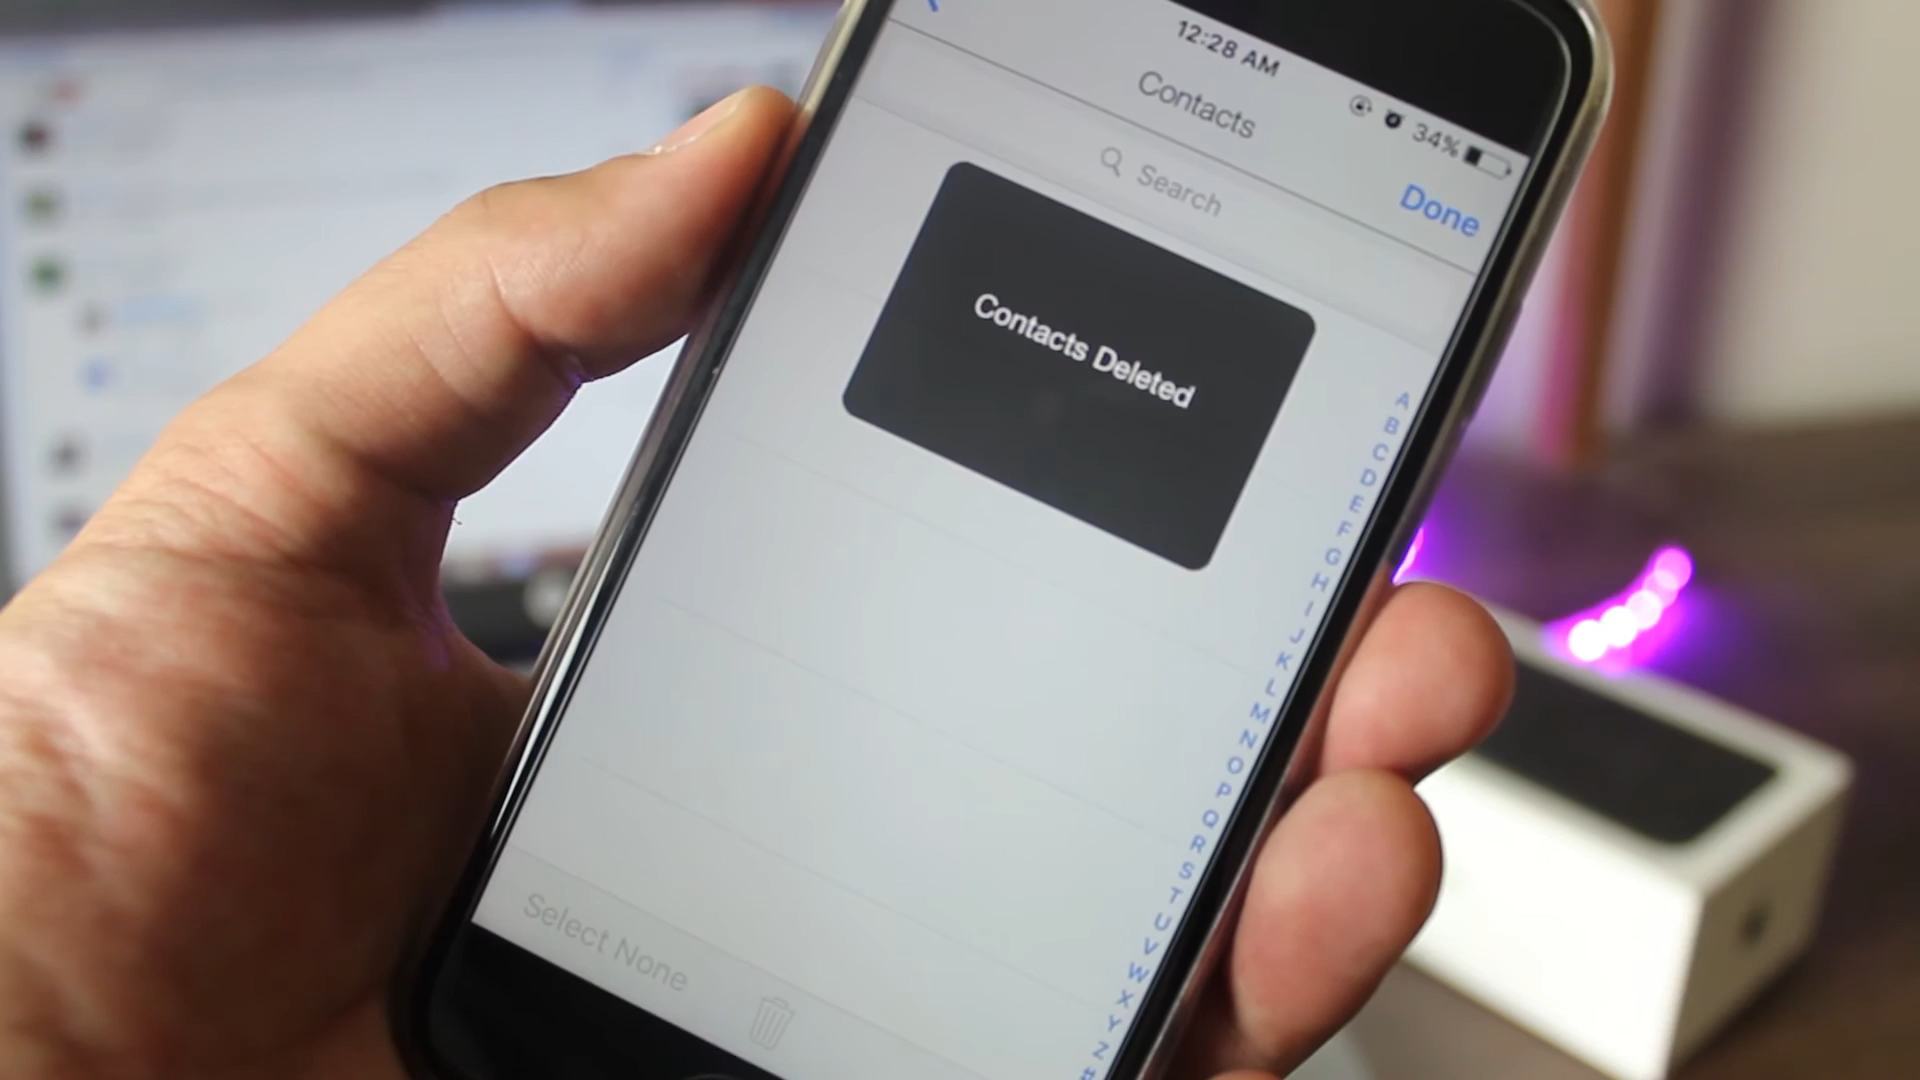 12:28 AM
34%
Contacts
Done
Search
Contacts Deleted
A
B
C
D
E
F
G
H
I
J
K
L
M
N
O
P
Q
R
S
T
U
V
W
X
Y
Z
#
Select None